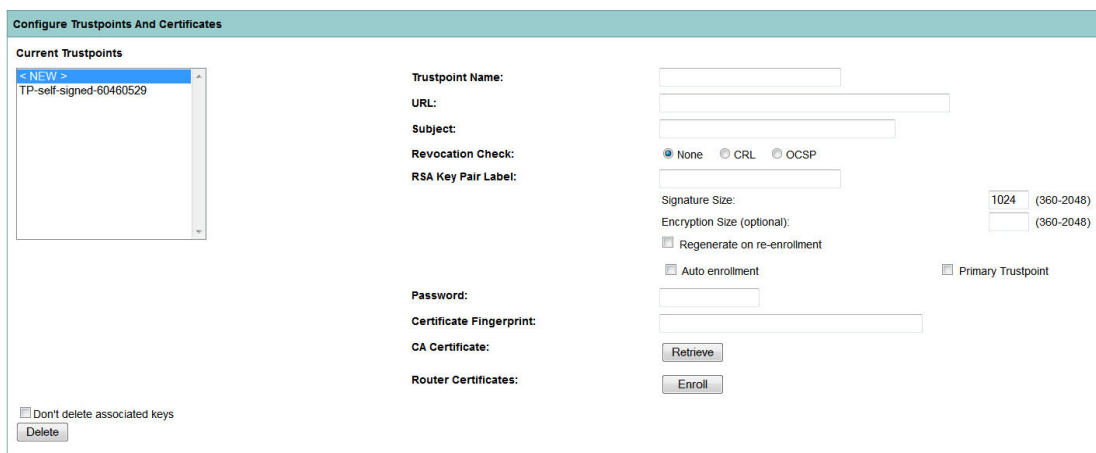 Configure Trustpoints And Certificates
Current Trustpoints
< NEW >
TP-self-signed-60460529
Trustpoint Name:
URL:
Subject:
Revocation Check: None CRL OCSP
RSA Key Pair Label:
Signature Size: 1024 (360-2048)
Encryption Size (optional): (360-2048)
Regenerate on re-enrollment
Auto enrollment Primary Trustpoint
Password:
Certificate Fingerprint:
CA Certificate: Retrieve
Router Certificates: Enroll
Don't delete associated keys
Delete